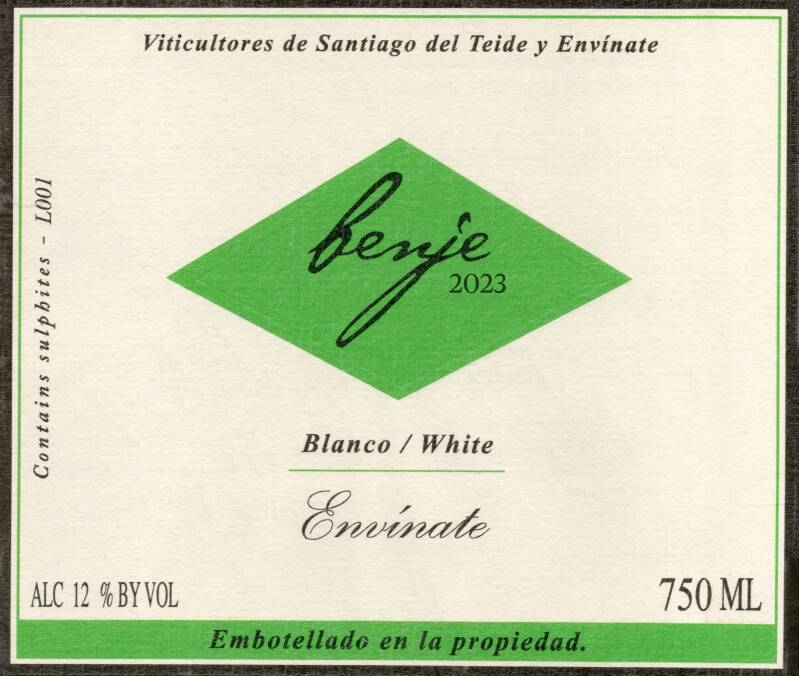 Viticultores de Santiago del Teide y Envínate
Contains sulphites - L001
benje
2023
Blanco / White
Envínate
ALC 12 % BY VOL
750 ML
Embotellado en la propiedad.